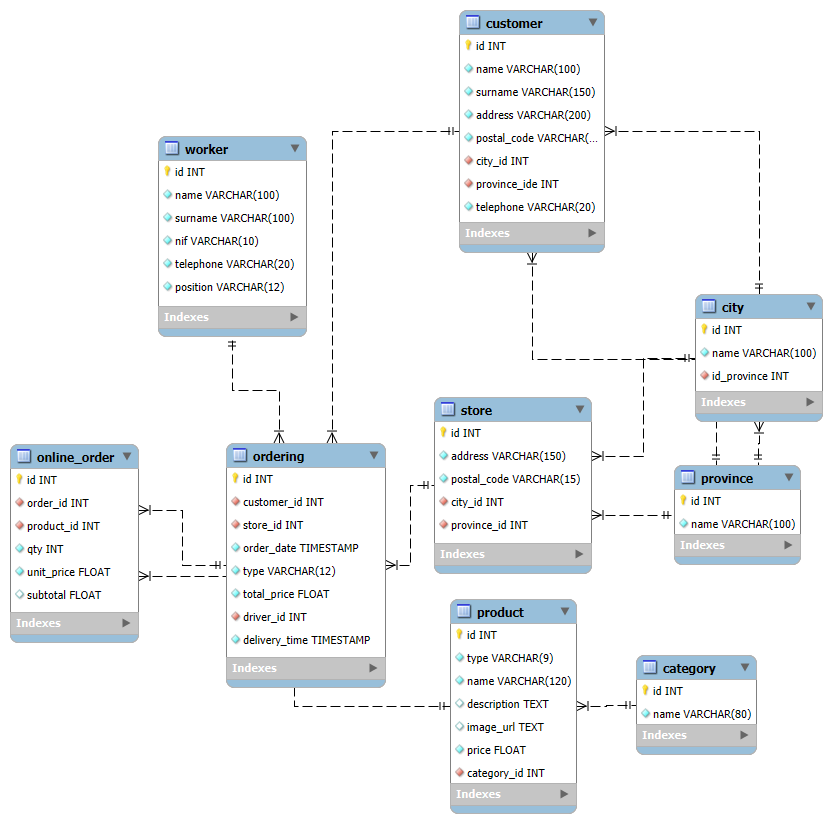 customer
id INT
name VARCHAR(100)
surname VARCHAR(150)
address VARCHAR(200)
postal_code VARCHAR(...
city_id INT
province_ide INT
telephone VARCHAR(20)
Indexes
worker
id INT
name VARCHAR(100)
surname VARCHAR(100)
nif VARCHAR(10)
telephone VARCHAR(20)
position VARCHAR(12)
Indexes
city
id INT
name VARCHAR(100)
id_province INT
Indexes
store
id INT
address VARCHAR(150)
postal_code VARCHAR(15)
city_id INT
province_id INT
Indexes
online_order
id INT
order_id INT
product_id INT
qty INT
unit_price FLOAT
subtotal FLOAT
Indexes
ordering
id INT
customer_id INT
store_id INT
order_date TIMESTAMP
type VARCHAR(12)
total_price FLOAT
driver_id INT
delivery_time TIMESTAMP
Indexes
province
id INT
name VARCHAR(100)
Indexes
product
id INT
type VARCHAR(9)
name VARCHAR(120)
description TEXT
image_url TEXT
price FLOAT
category_id INT
Indexes
category
id INT
name VARCHAR(80)
Indexes